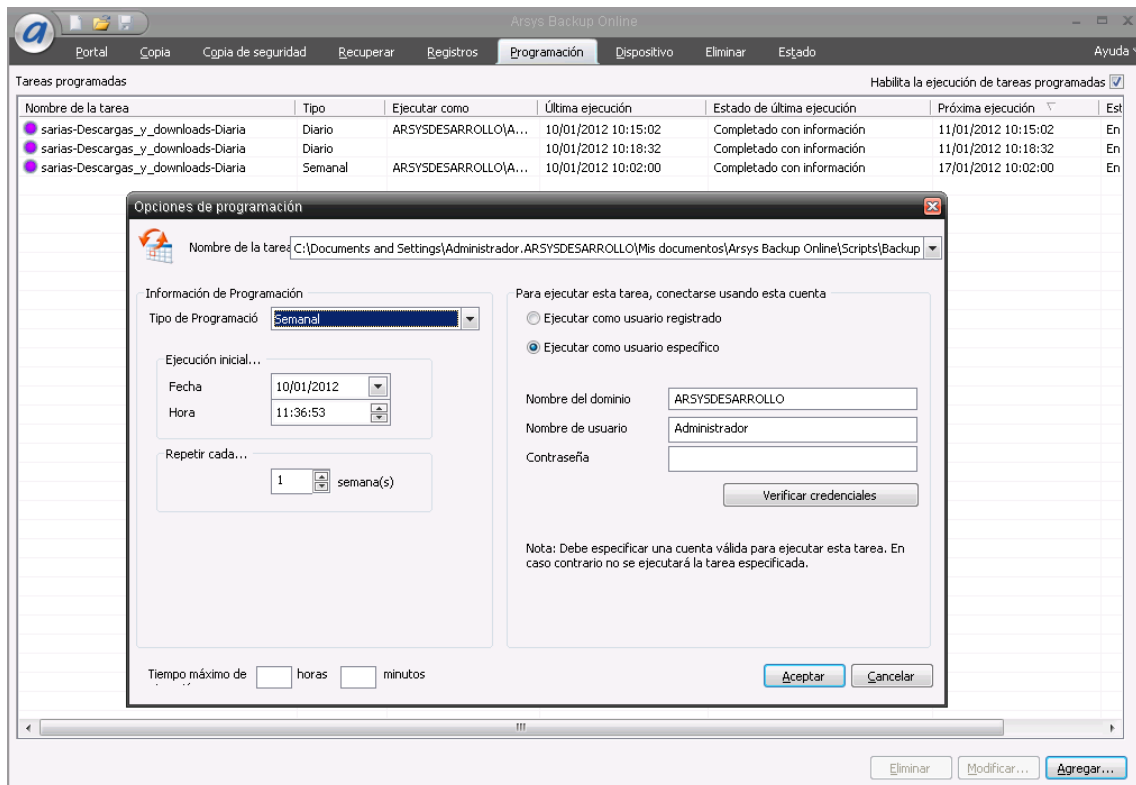 Arsys Backup Online
Portal Copia Copia de seguridad Recuperar Registros Programación Dispositivo Eliminar Estado Ayuda
Tareas programadas Habilita la ejecución de tareas programadas
Nombre de la tarea Tipo Ejecutar como Última ejecución Estado de última ejecución Próxima ejecución Est
sarias-Descargas_y_downloads-Diaria Diario ARSYSDESARROLLO\A... 10/01/2012 10:15:02 Completado con información 11/01/2012 10:15:02 En
sarias-Descargas_y_downloads-Diaria Diario 10/01/2012 10:18:32 Completado con información 11/01/2012 10:18:32 En
sarias-Descargas_y_downloads-Diaria Semanal ARSYSDESARROLLO\A... 10/01/2012 10:02:00 Completado con información 17/01/2012 10:02:00 En
Opciones de programación
Nombre de la tarea C:\Documents and Settings\Administrador.ARSYSDESARROLLO\Mis documentos\Arsys Backup Online\Scripts\Backup
Información de Programación
Tipo de Programació Semanal
Ejecución inicial...
Fecha 10/01/2012
Hora 11:36:53
Repetir cada...
1 semana(s)
Para ejecutar esta tarea, conectarse usando esta cuenta
Ejecutar como usuario registrado
Ejecutar como usuario específico
Nombre del dominio ARSYSDESARROLLO
Nombre de usuario Administrador
Contraseña
Verificar credenciales
Nota: Debe especificar una cuenta válida para ejecutar esta tarea. En
caso contrario no se ejecutará la tarea especificada.
Tiempo máximo de horas minutos
Aceptar Cancelar
Eliminar Modificar... Agregar...